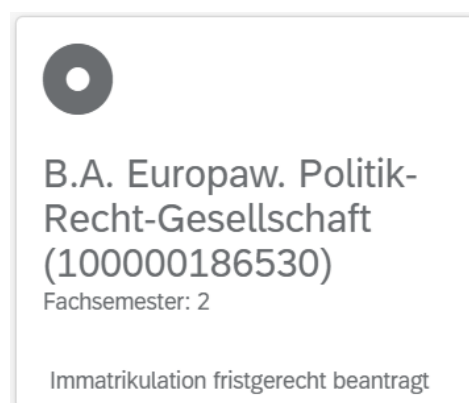 B.A. Europaw. Politik-
Recht-Gesellschaft
(100000186530)
Fachsemester: 2
Immatrikulation fristgerecht beantragt